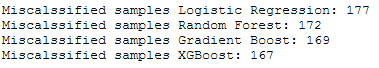 Miscalssified samples Logistic Regression: 177
Miscalssified samples Random Forest: 172
Miscalssified samples Gradient Boost: 169
Miscalssified samples XGBoost: 167